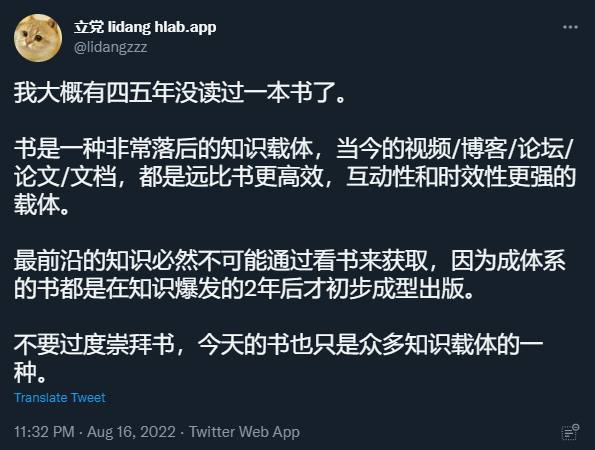 立党 lidang hlab.app
@lidangzzz
我大概有四五年没读过一本书了。
书是一种非常落后的知识载体，当今的视频/博客/论坛/
论文/文档，都是远比书更高效，互动性和时效性更强的
载体。
最前沿的知识必然不可能通过看书来获取，因为成体系
的书都是在知识爆发的2年后才初步成型出版。
不要过度崇拜书，今天的书也只是众多知识载体的一
种。
Translate Tweet
11:32 PM · Aug 16, 2022 · Twitter Web App